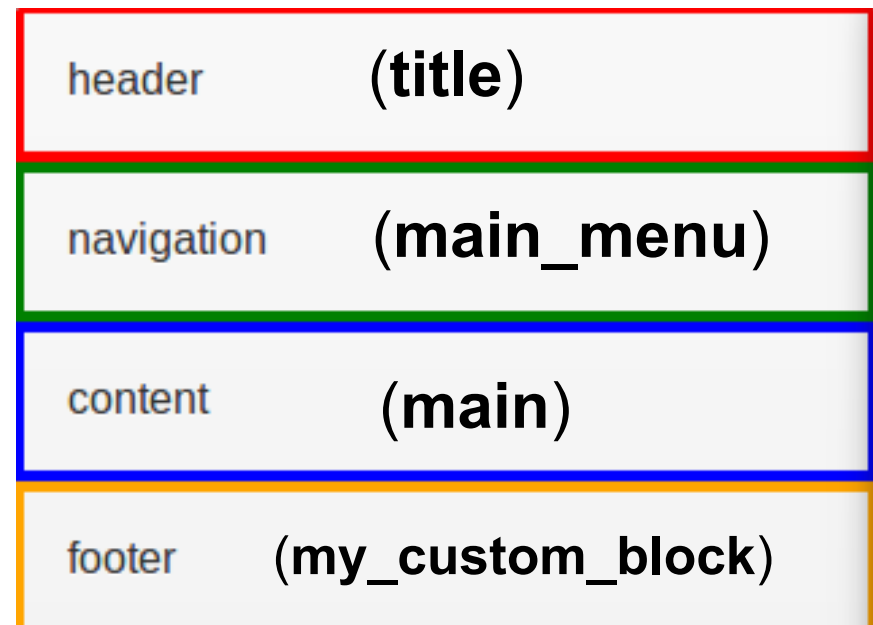 header (title)
navigation (main_menu)
content (main)
footer (my_custom_block)